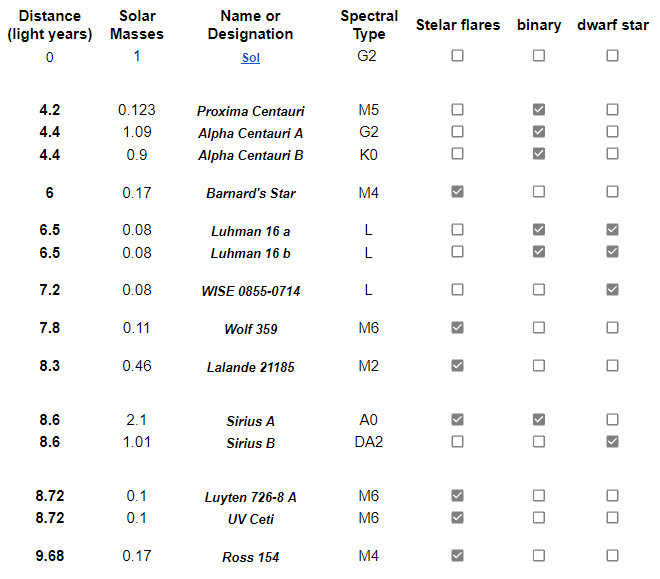 Distance (light years) Solar Masses Name or Designation Spectral Type Stelar flares binary dwarf star
0 1 Sol G2
4.2 0.123 Proxima Centauri M5
4.4 1.09 Alpha Centauri A G2
4.4 0.9 Alpha Centauri B K0
6 0.17 Barnard's Star M4
6.5 0.08 Luhman 16 a L
6.5 0.08 Luhman 16 b L
7.2 0.08 WISE 0855-0714 L
7.8 0.11 Wolf 359 M6
8.3 0.46 Lalande 21185 M2
8.6 2.1 Sirius A A0
8.6 1.01 Sirius B DA2
8.72 0.1 Luyten 726-8 A M6
8.72 0.1 UV Ceti M6
9.68 0.17 Ross 154 M4